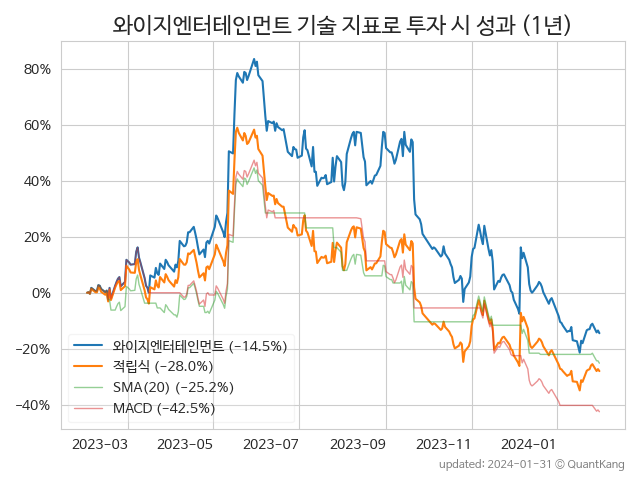 와이지엔터테인먼트 기술 지표로 투자 시 성과 (1년)
80%
60%
40%
20%
0%
−20%
−40%
와이지엔터테인먼트 (−14.5%)
적립식 (−28.0%)
SMA(20) (−25.2%)
MACD (−42.5%)
2023−03 2023−05 2023−07 2023−09 2023−11 2024−01
updated: 2024-01-31 © QuantKang